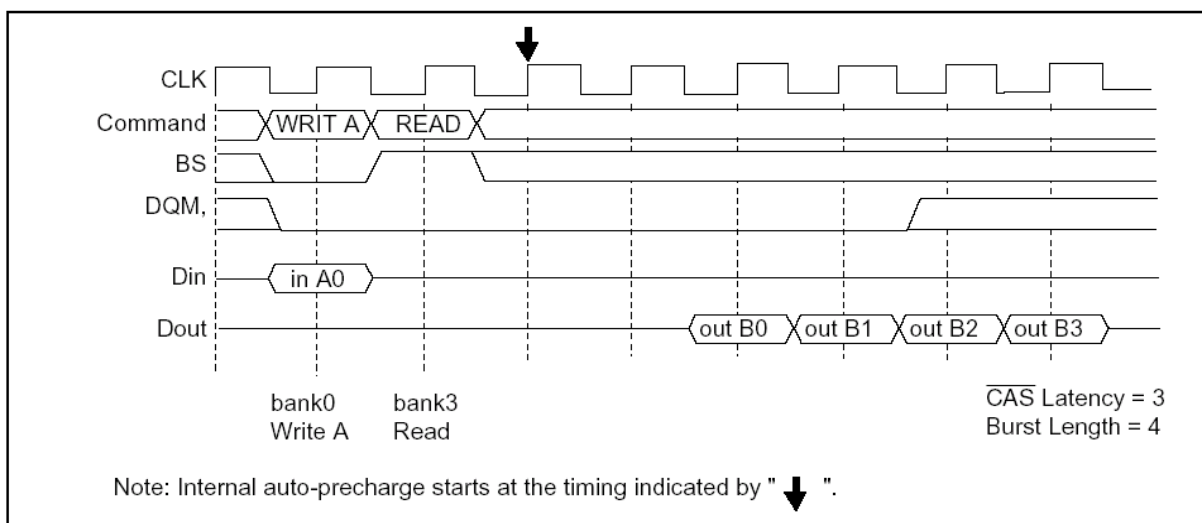 CLK
Command WRIT A READ
BS
DQM,
Din in A0
Dout out B0 out B1 out B2 out B3
bank0 bank3 CAS Latency = 3
Write A Read Burst Length = 4
Note: Internal auto-precharge starts at the timing indicated by " ".